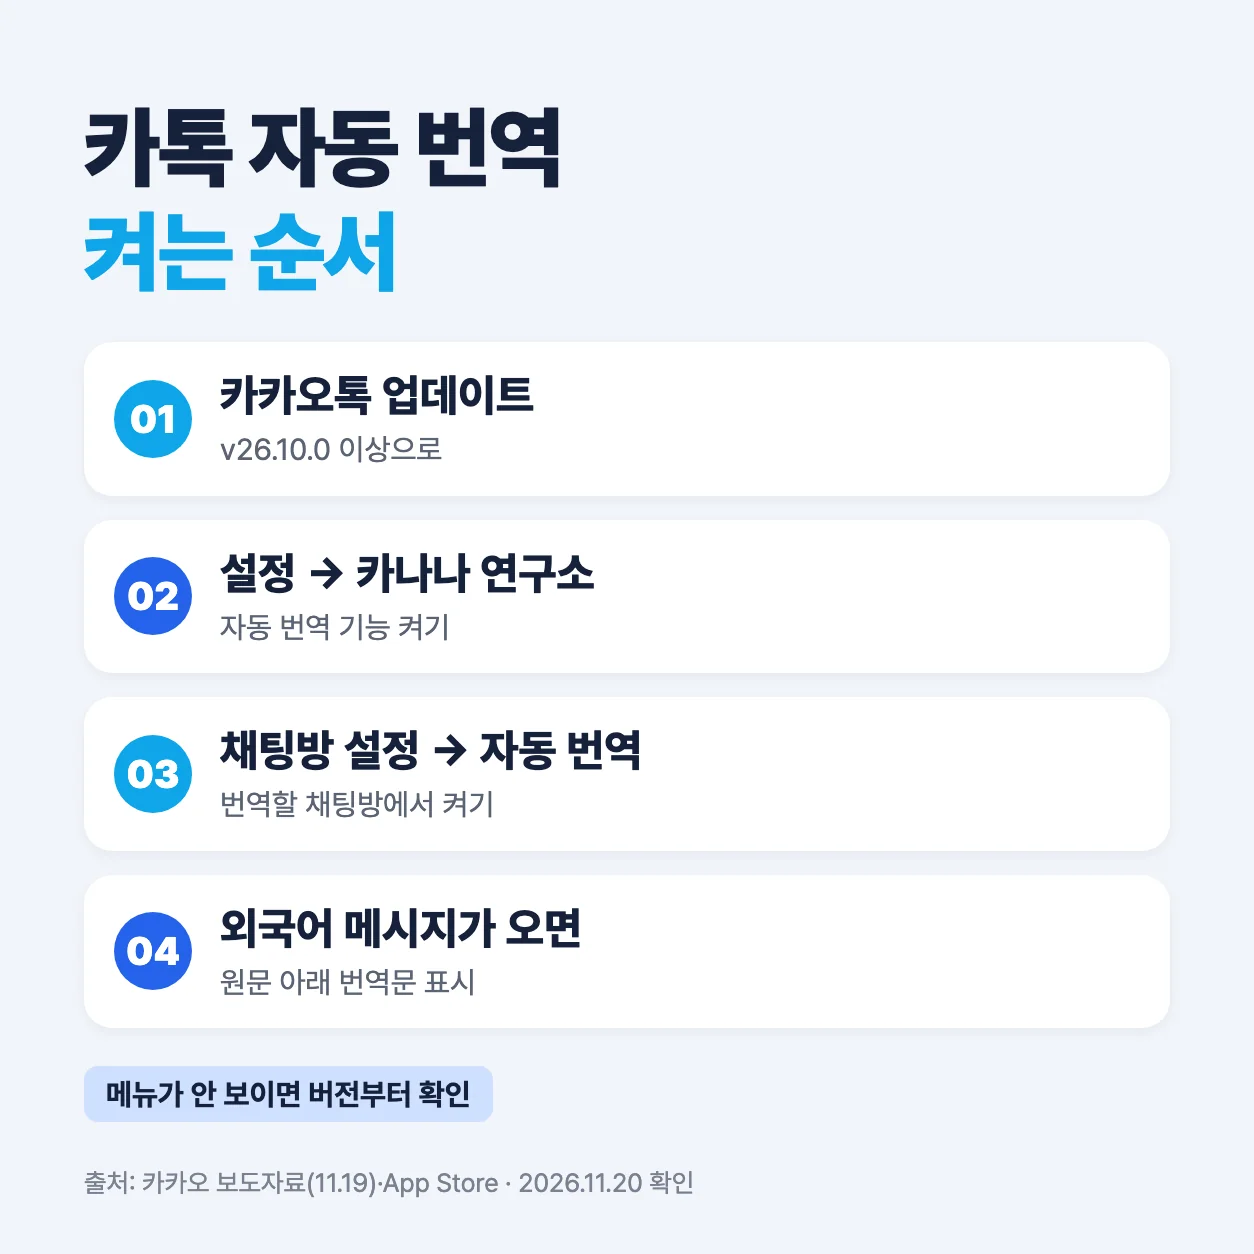 카톡 자동 번역
켜는 순서
01
카카오톡 업데이트
v26.10.0 이상으로
02
설정 → 카나나 연구소
자동 번역 기능 켜기
03
채팅방 설정 → 자동 번역
번역할 채팅방에서 켜기
04
외국어 메시지가 오면
원문 아래 번역문 표시
메뉴가 안 보이면 버전부터 확인
출처: 카카오 보도자료(11.19)·App Store · 2026.11.20 확인